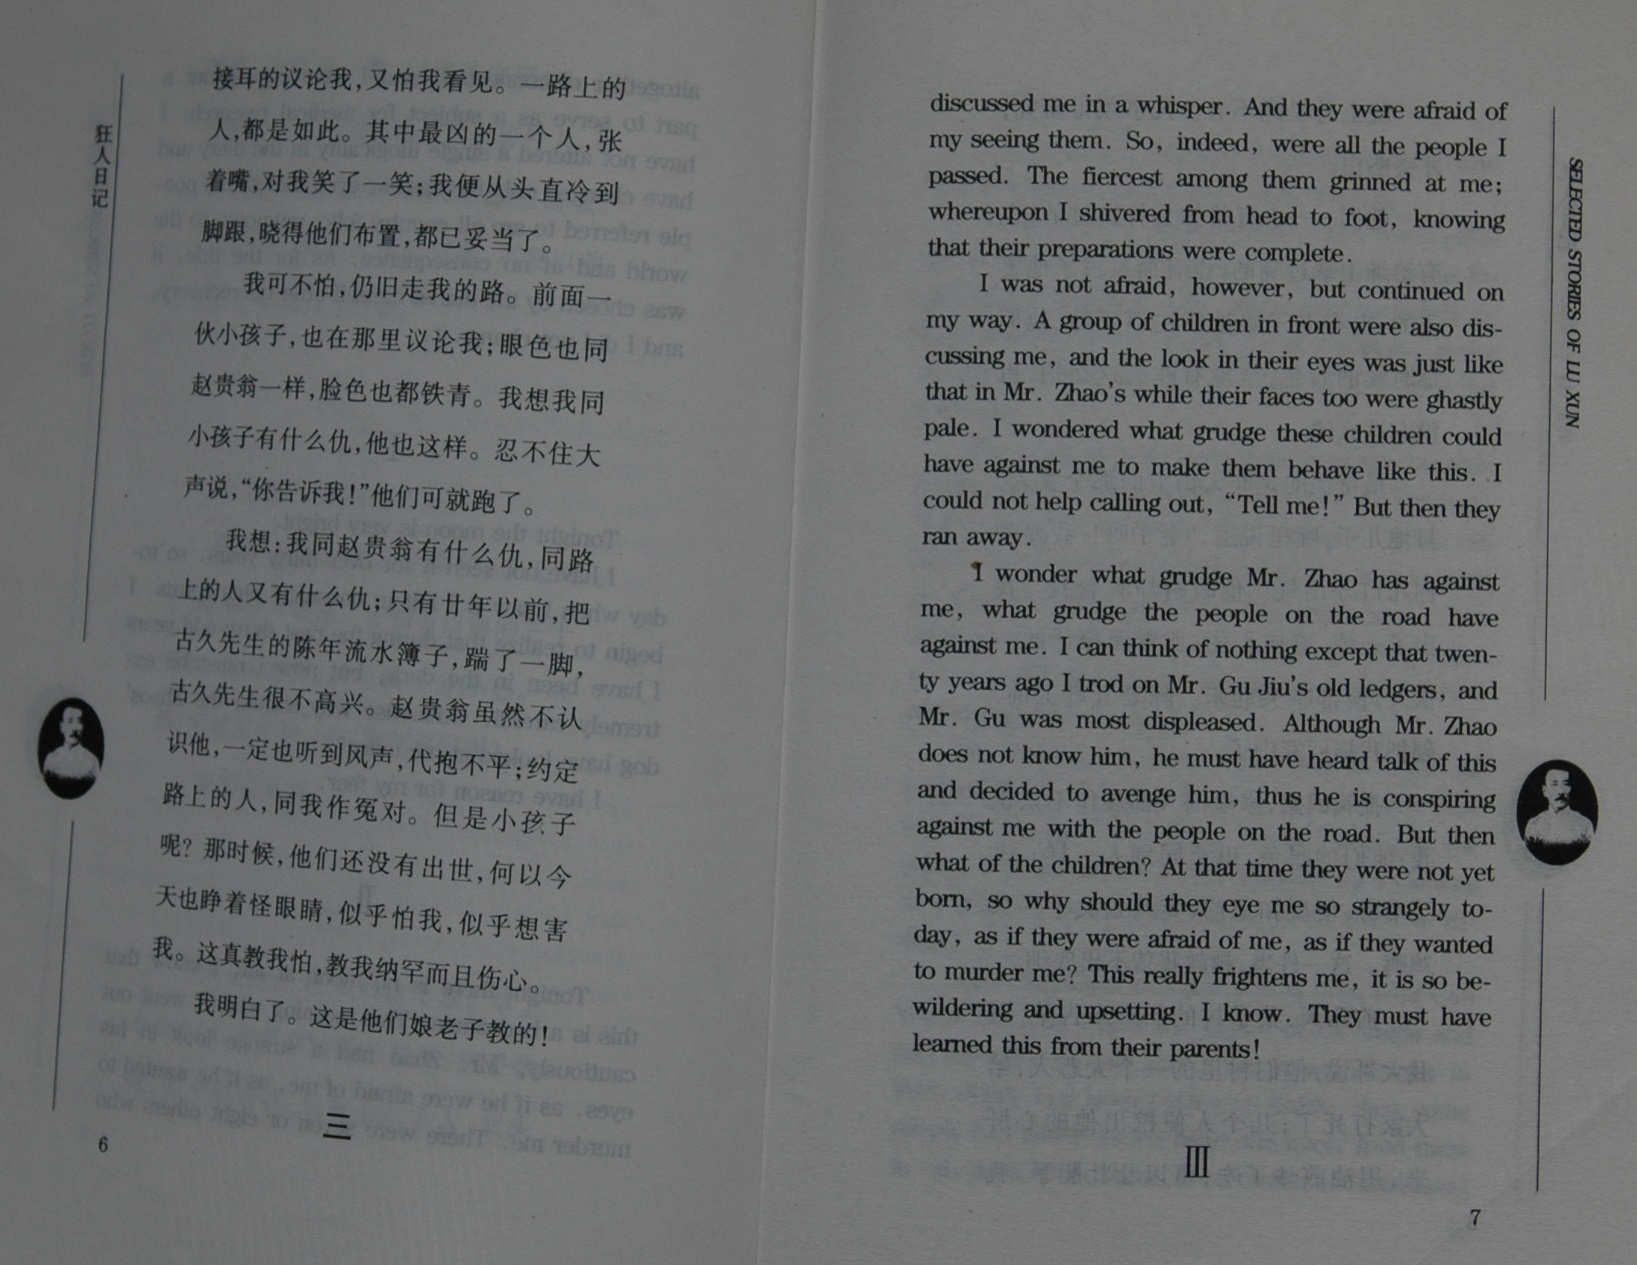 狂人日记
接耳的议论我,又怕我看见。一路上的
人,都是如此。其中最凶的一个人,张
着嘴,对我笑了一笑;我便从头直冷到
脚跟,晓得他们布置,都已妥当了。
我可不怕,仍旧走我的路。前面一
伙小孩子,也在那里议论我;眼色也同
赵贵翁一样,脸色也都铁青。我想我同
小孩子有什么仇,他也这样。忍不住大
声说,“你告诉我!”他们可就跑了。
我想:我同赵贵翁有什么仇,同路
上的人又有什么仇;只有廿年以前,把
古久先生的陈年流水簿子,踹了一脚,
古久先生很不高兴。赵贵翁虽然不认
识他,一定也听到风声,代抱不平;约定
路上的人,同我作冤对。但是小孩子
呢?那时候,他们还没有出世,何以今
天也睁着怪眼睛,似乎怕我,似乎想害
我。这真教我怕,教我纳罕而且伤心。
我明白了。这是他们娘老子教的!
三
6
discussed me in a whisper. And they were afraid of
my seeing them. So, indeed, were all the people I
passed. The fiercest among them grinned at me;
whereupon I shivered from head to foot, knowing
that their preparations were complete.
I was not afraid, however, but continued on
my way. A group of children in front were also dis-
cussing me, and the look in their eyes was just like
that in Mr. Zhao's while their faces too were ghastly
pale. I wondered what grudge these children could
have against me to make them behave like this. I
could not help calling out, “Tell me!” But then they
ran away.
I wonder what grudge Mr. Zhao has against
me, what grudge the people on the road have
against me. I can think of nothing except that twen-
ty years ago I trod on Mr. Gu Jiu's old ledgers, and
Mr. Gu was most displeased. Although Mr. Zhao
does not know him, he must have heard talk of this
and decided to avenge him, thus he is conspiring
against me with the people on the road. But then
what of the children? At that time they were not yet
born, so why should they eye me so strangely to-
day, as if they were afraid of me, as if they wanted
to murder me? This really frightens me, it is so be-
wildering and upsetting. I know. They must have
learned this from their parents!
Ⅲ
7
SELECTED STORIES OF LU XUN